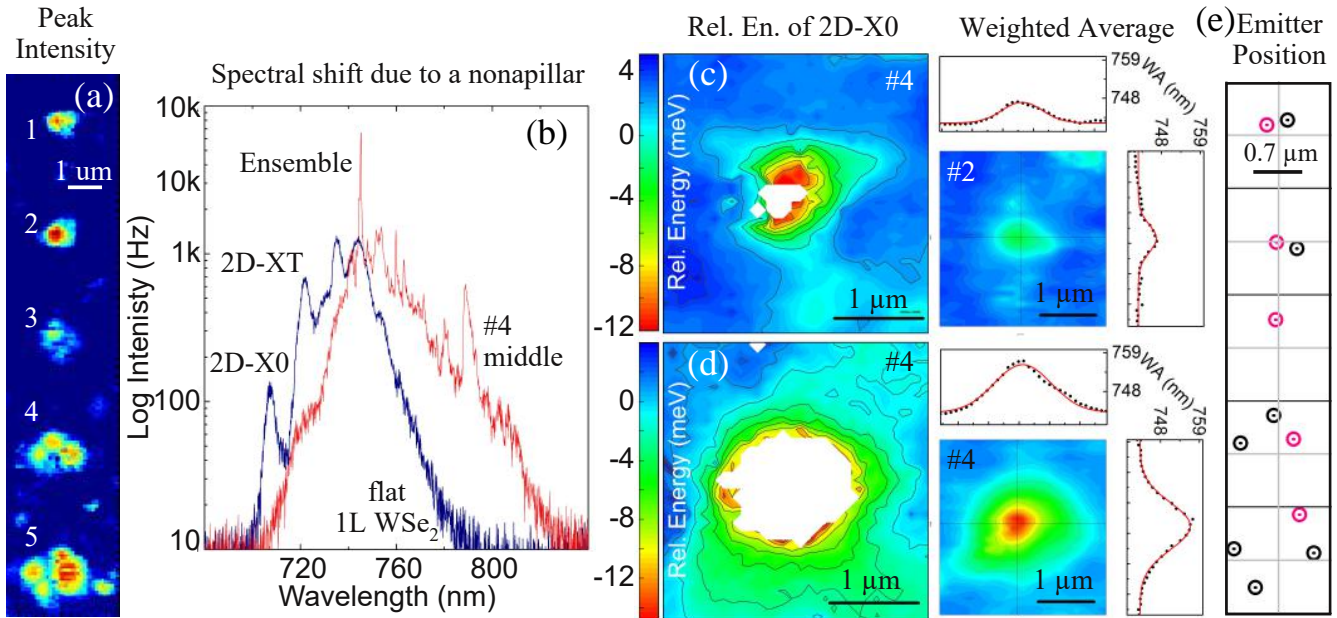 Peak
Intensity
(a)
1
1 um
2
3
4
5
Spectral shift due to a nonapillar
(b)
Log Intenisty (Hz)
10k
10k
1k
200
100
10
Ensemble
2D-XT
2D-X0
#4
middle
flat
1L WSe2
720
760
800
Wavelength (nm)
Rel. En. of 2D-X0
(c)
#4
4
0
-4
-8
-12
Rel. Energy (meV)
1 µm
(d)
#4
0
-4
-8
-12
Rel. Energy (meV)
1 µm
Weighted Average
759
748
WA (nm)
748
759
#2
1 µm
759
748
WA (nm)
748
759
#4
1 µm
(e)
Emitter
Position
0.7 µm